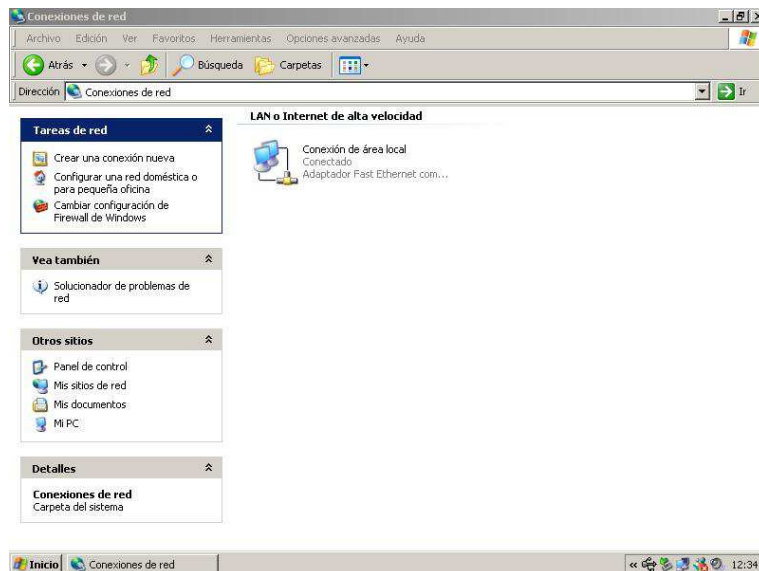 Conexiones de red
Archivo Edición Ver Favoritos Herramientas Opciones avanzadas Ayuda
Atrás Búsqueda Carpetas
Dirección Conexiones de red Ir
Tareas de red
Crear una conexión nueva
Configurar una red doméstica o
para pequeña oficina
Cambiar configuración de
Firewall de Windows
Vea también
Solucionador de problemas de
red
Otros sitios
Panel de control
Mis sitios de red
Mis documentos
Mi PC
Detalles
Conexiones de red
Carpeta del sistema
LAN o Internet de alta velocidad
Conexión de área local
Conectado
Adaptador Fast Ethernet com...
Inicio Conexiones de red 12:34